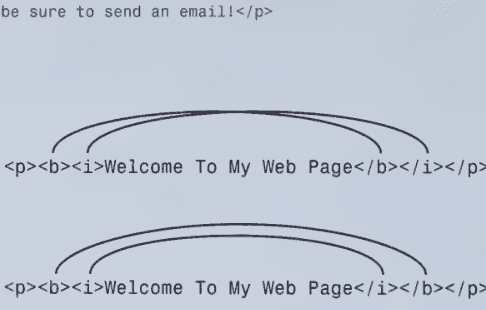 be sure to send an email!</p>
<p><b><i>Welcome To My Web Page</b></i></p>
<p><b><i>Welcome To My Web Page</i></b></p>